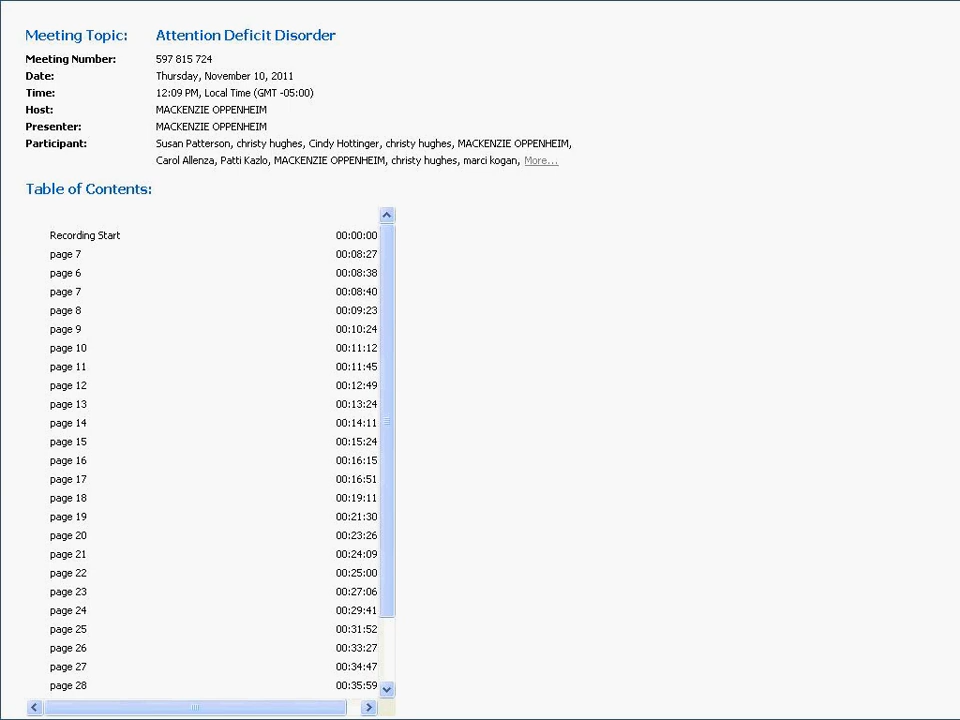 Meeting Topic: Attention Deficit Disorder
Meeting Number: 597 815 724
Date: Thursday, November 10, 2011
Time: 12:09 PM, Local Time (GMT -05:00)
Host: MACKENZIE OPPENHEIM
Presenter: MACKENZIE OPPENHEIM
Participant: Susan Patterson, christy hughes, Cindy Hottinger, christy hughes, MACKENZIE OPPENHEIM,
Carol Allenza, Patti Kazlo, MACKENZIE OPPENHEIM, christy hughes, marci kogan, More...
Table of Contents:
Recording Start 00:00:00
page 7 00:08:27
page 6 00:08:38
page 7 00:08:40
page 8 00:09:23
page 9 00:10:24
page 10 00:11:12
page 11 00:11:45
page 12 00:12:49
page 13 00:13:24
page 14 00:14:11
page 15 00:15:24
page 16 00:16:15
page 17 00:16:51
page 18 00:19:11
page 19 00:21:30
page 20 00:23:26
page 21 00:24:09
page 22 00:25:00
page 23 00:27:06
page 24 00:29:41
page 25 00:31:52
page 26 00:33:27
page 27 00:34:47
page 28 00:35:59